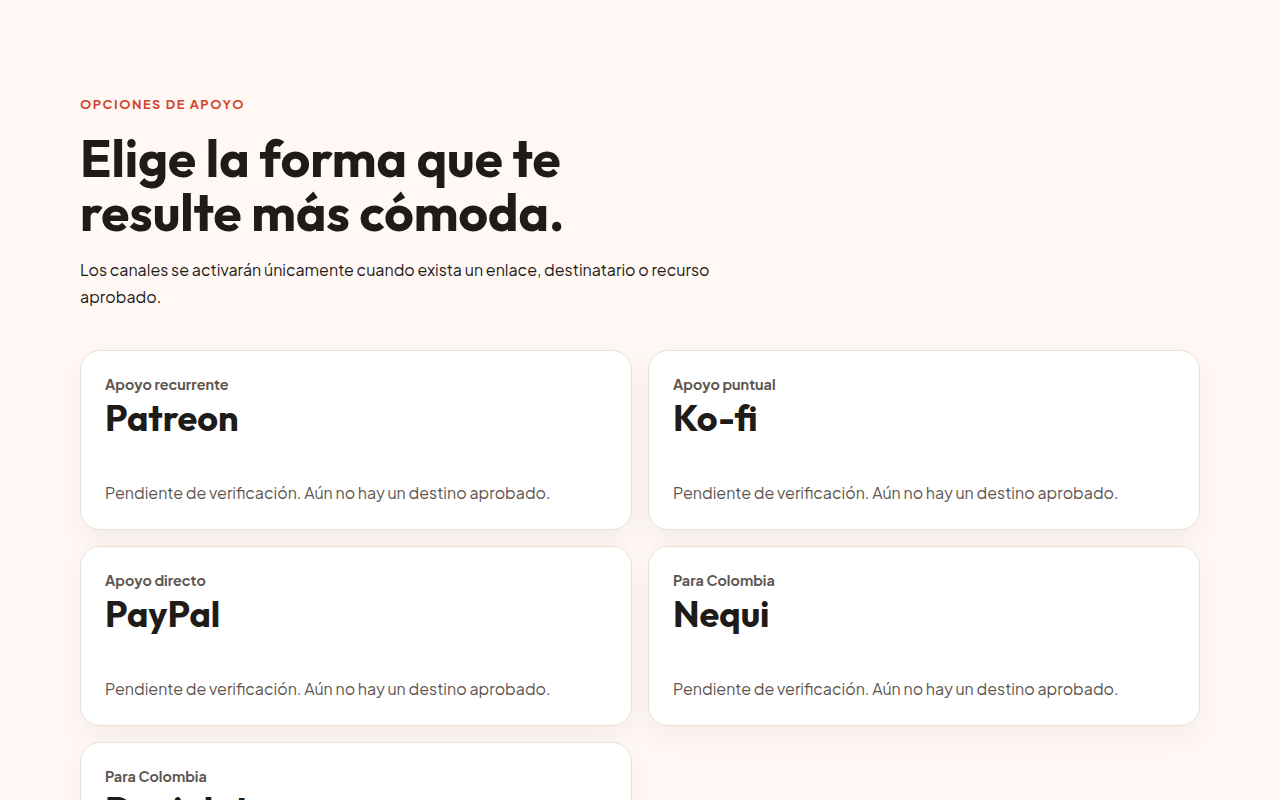 OPCIONES DE APOYO
Elige la forma que te
resulte más cómoda.
Los canales se activarán únicamente cuando exista un enlace, destinatario o recurso
aprobado.
Apoyo recurrente
Patreon
Pendiente de verificación. Aún no hay un destino aprobado.
Apoyo puntual
Ko-fi
Pendiente de verificación. Aún no hay un destino aprobado.
Apoyo directo
PayPal
Pendiente de verificación. Aún no hay un destino aprobado.
Para Colombia
Nequi
Pendiente de verificación. Aún no hay un destino aprobado.
Para Colombia